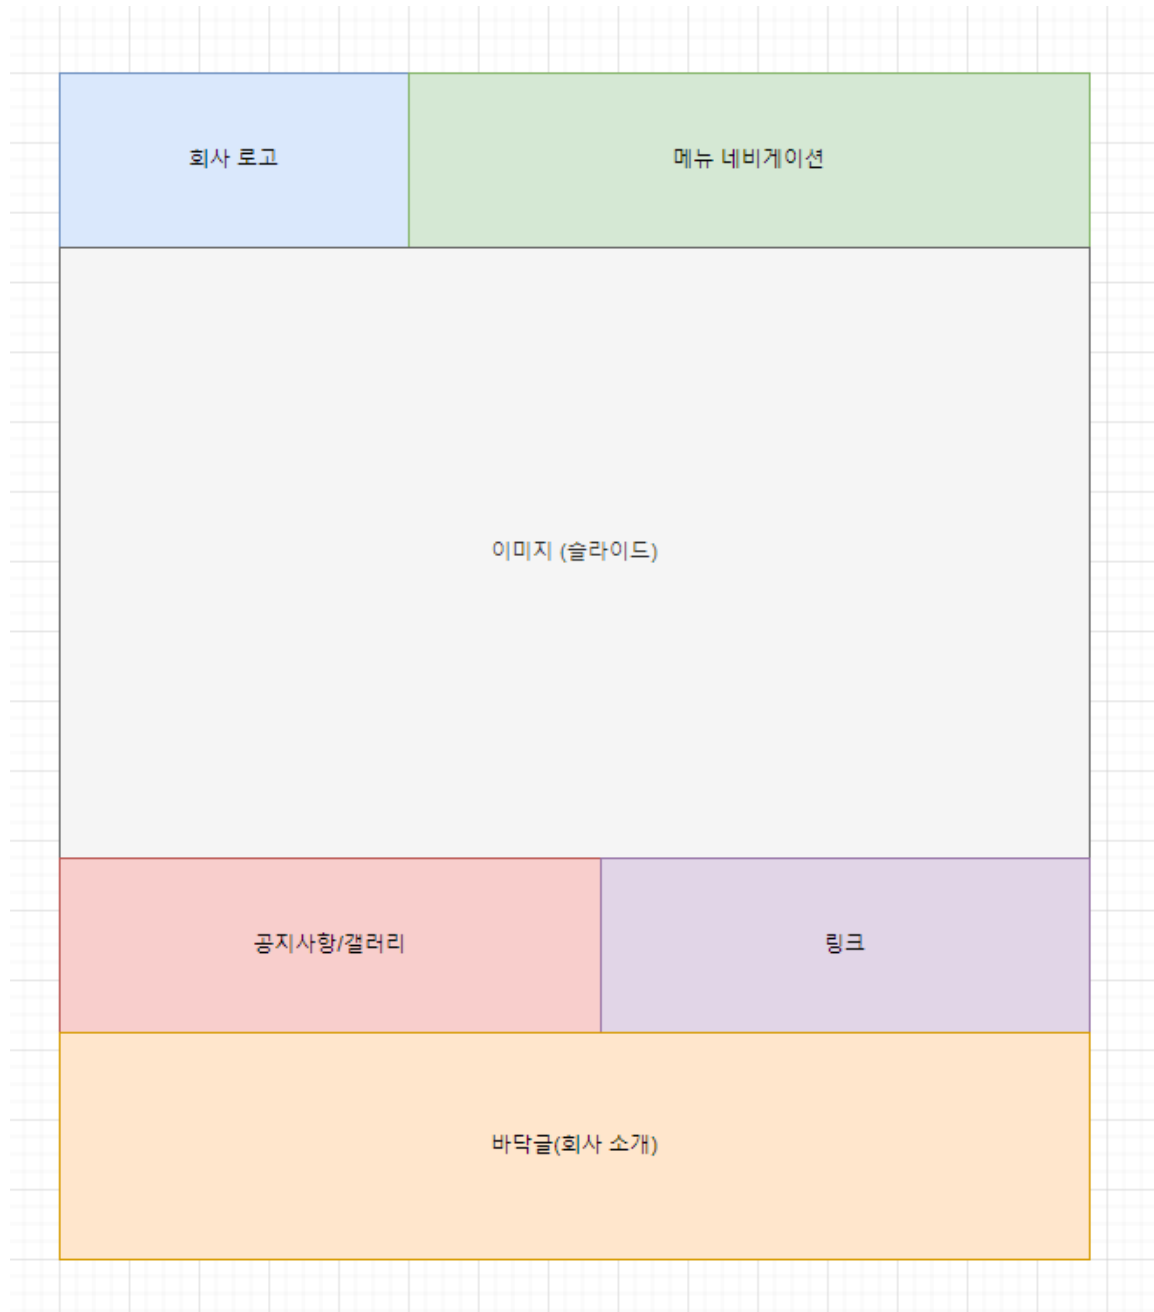 회사 로고
메뉴 네비게이션
이미지 (슬라이드)
공지사항/갤러리
링크
바닥글(회사 소개)